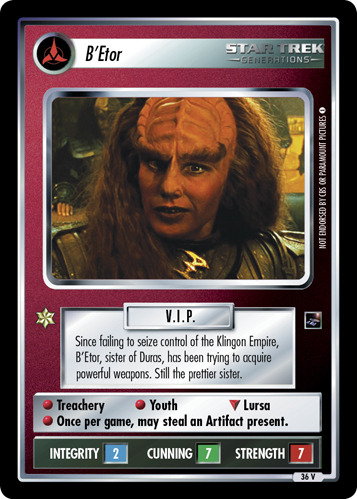 B'Etor
STAR TREK
GENERATIONS
NOT ENDORSED BY CBS OR PARAMOUNT PICTURES
V.I.P.
Since failing to seize control of the Klingon Empire,
B'Etor, sister of Duras, has been trying to acquire
powerful weapons. Still the prettier sister.
Treachery Youth Lursa
Once per game, may steal an Artifact present.
INTEGRITY 2 CUNNING 7 STRENGTH 7
36 V